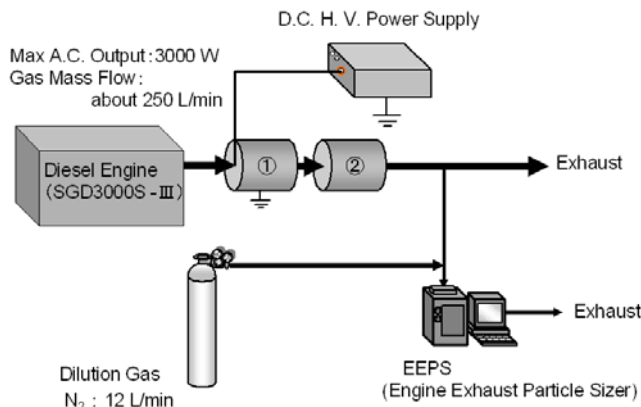 D.C. H. V. Power Supply
Max A.C. Output：3000 W
Gas Mass Flow：
about 250 L/min
Diesel Engine
(SGD3000S-Ⅲ)
①
②
Exhaust
Exhaust
Dilution Gas
N₂ : 12 L/min
EEPS
(Engine Exhaust Particle Sizer)